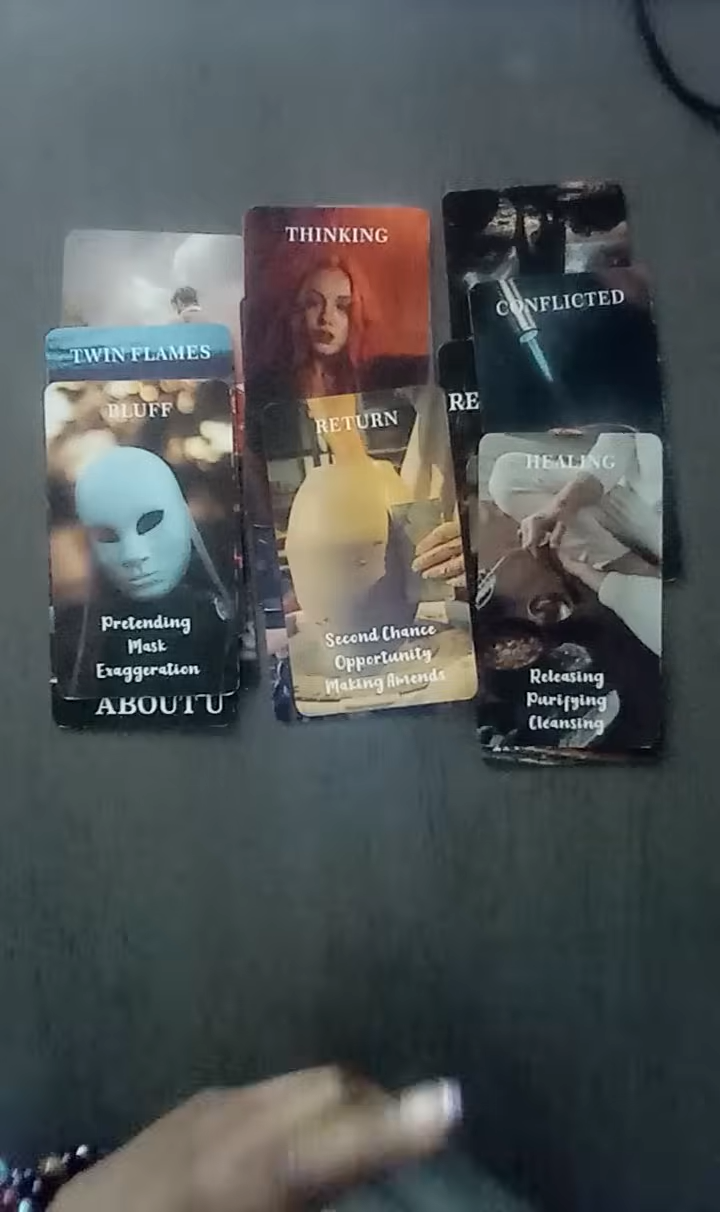 TWIN FLAMES
BLUFF
Pretending
Mask
Exaggeration
ABOUT U
THINKING
RETURN
Second Chance
Opportunity
Making Amends
CONFLICTED
RE
HEALING
Releasing
Purifying
Cleansing